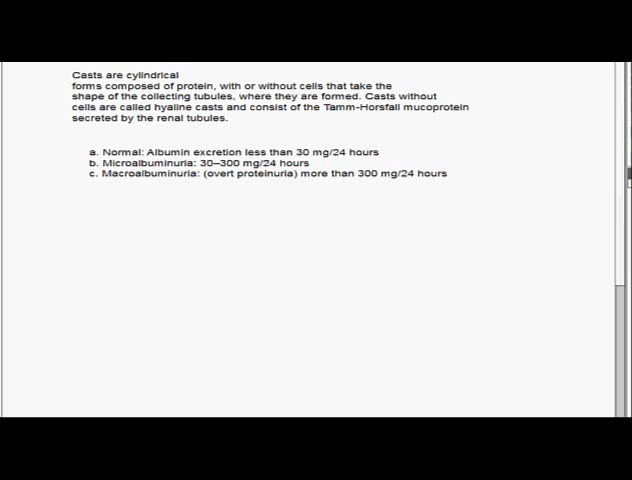 Casts are cylindrical
forms composed of protein, with or without cells that take the
shape of the collecting tubules, where they are formed. Casts without
cells are called hyaline casts and consist of the Tamm-Horsfall mucoprotein
secreted by the renal tubules.
a. Normal: Albumin excretion less than 30 mg/24 hours
b. Microalbuminuria: 30–300 mg/24 hours
c. Macroalbuminuria: (overt proteinuria) more than 300 mg/24 hours